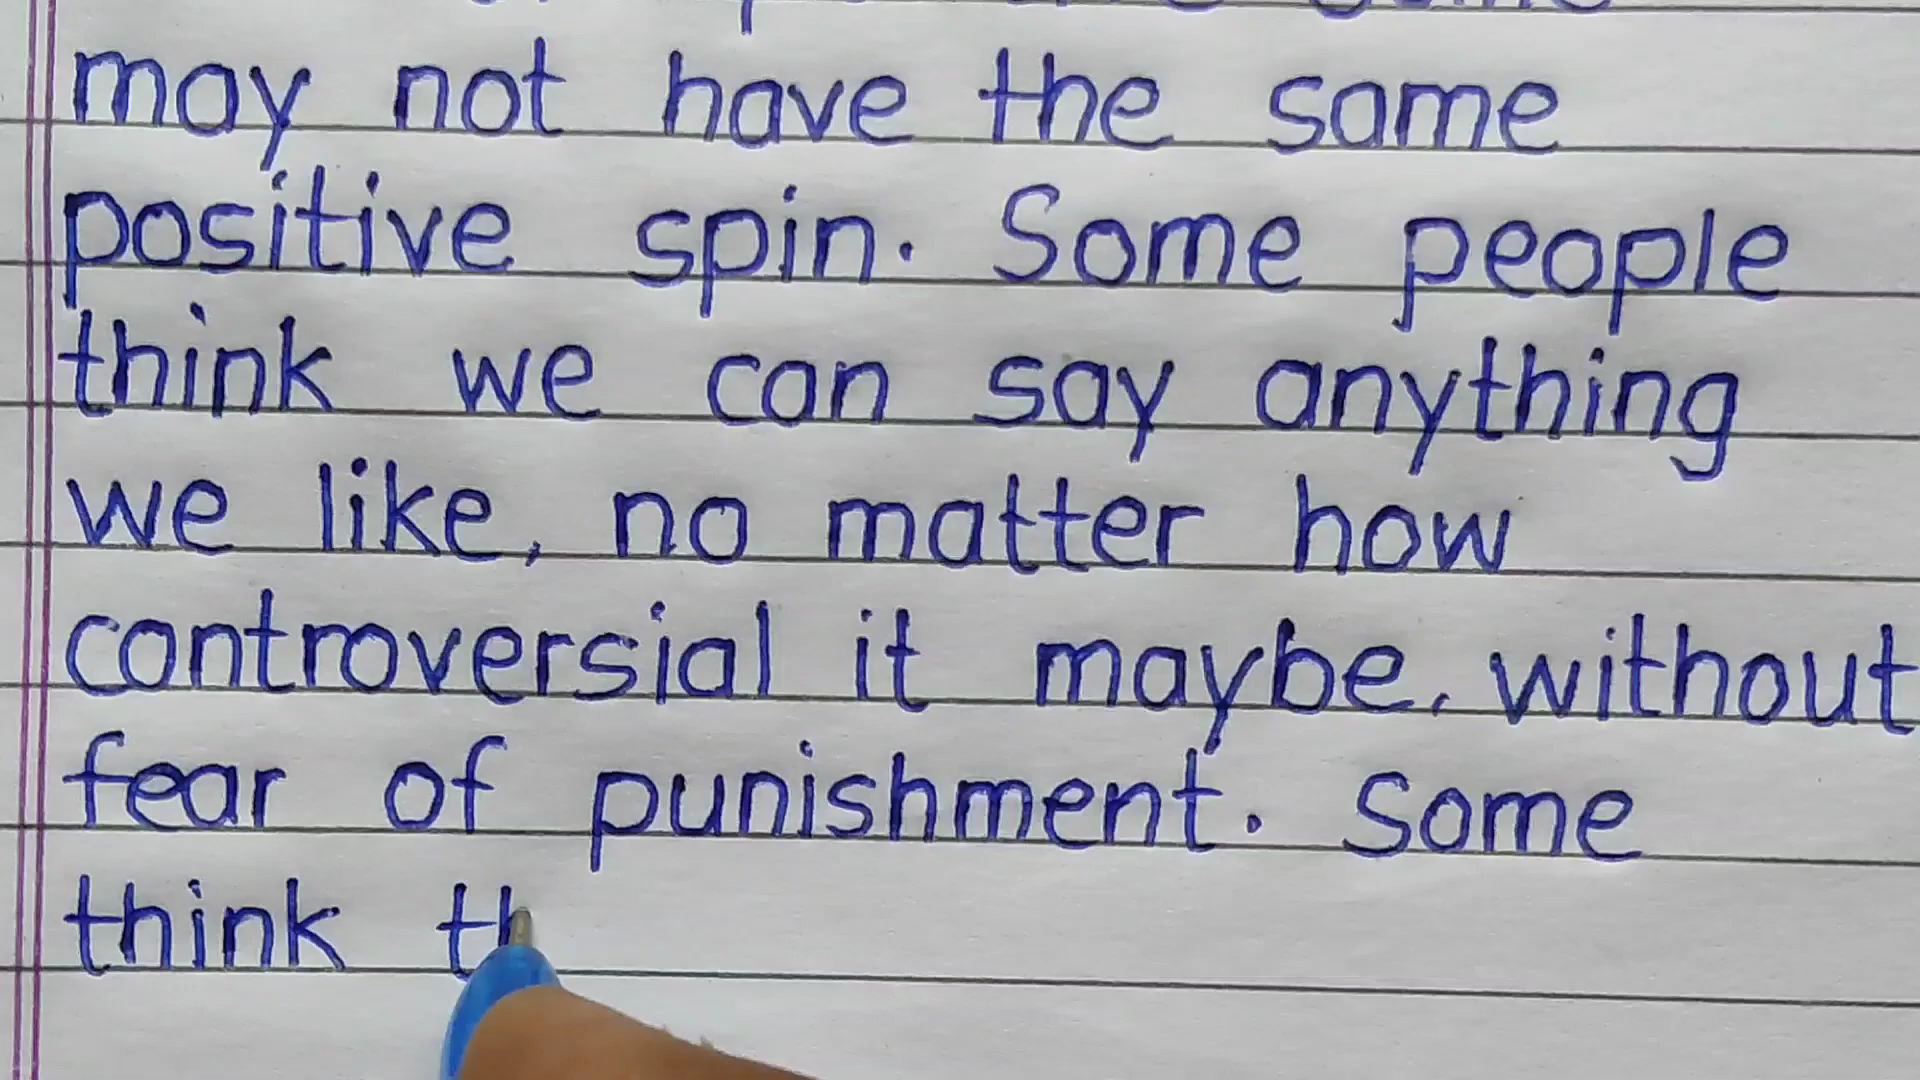 may not have the same
positive spin. Some people
think we can say anything
we like, no matter how
controversial it maybe, without
fear of punishment. Some
think th